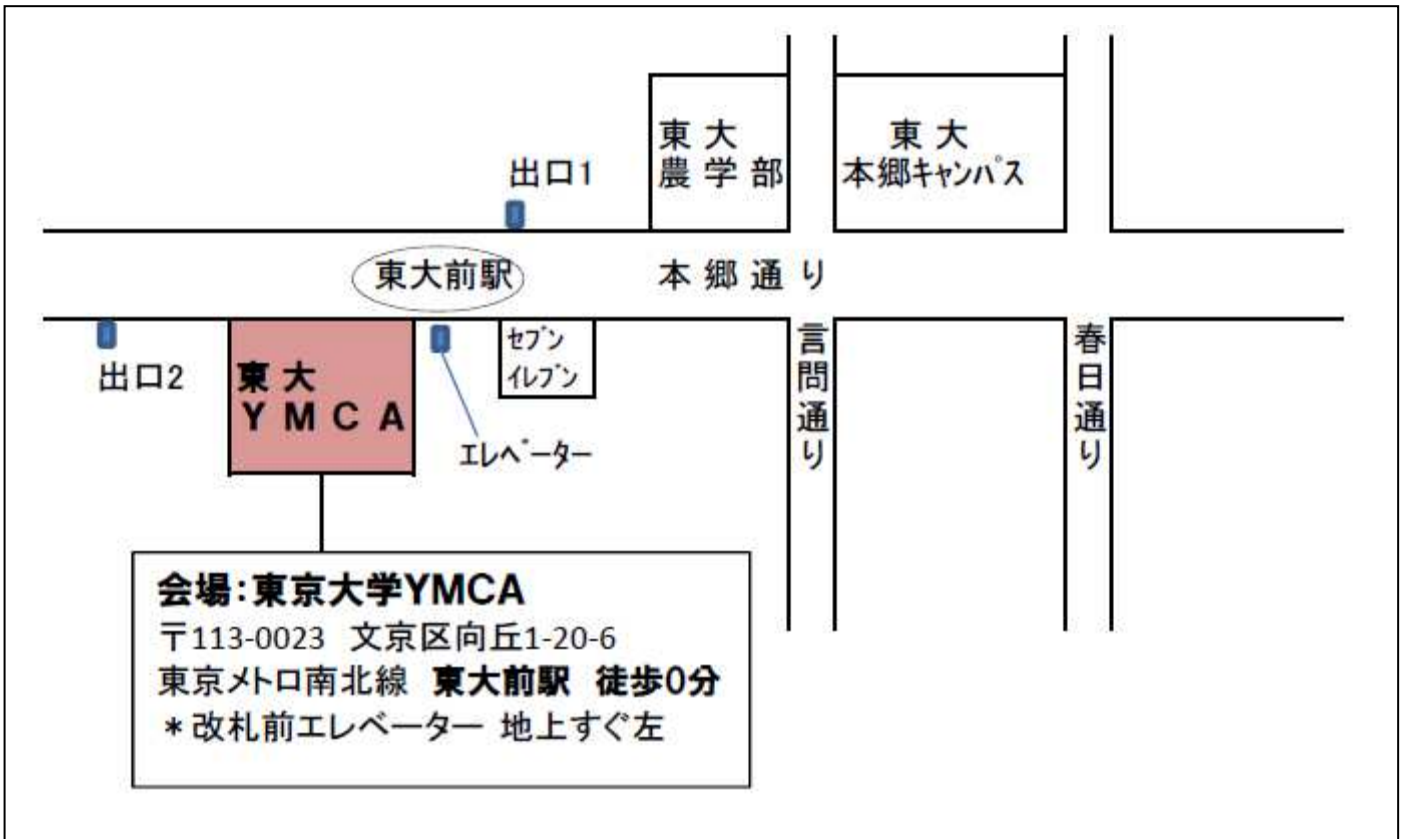 東大
農学部
東大
本郷キャンパス
出口1
東大前駅
本郷通り
出口2
東大
YMCA
セブン
イレブン
エレベーター
言問通り
春日通り
会場:東京大学YMCA
〒113-0023 文京区向丘1-20-6
東京メトロ南北線 東大前駅 徒歩0分
*改札前エレベーター 地上すぐ左